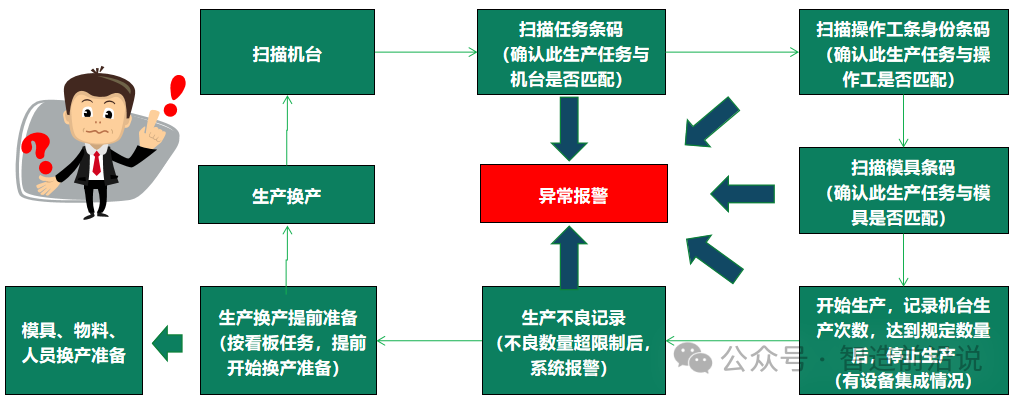 扫描机台
扫描任务条码
（确认此生产任务与
机台是否匹配）
扫描操作工条身份条码
（确认此生产任务与操
作工是否匹配）
扫描模具条码
（确认此生产任务与模
具是否匹配）
异常报警
生产换产
模具、物料、
人员换产准备
生产换产提前准备
（按看板任务，提前
开始换产准备）
生产不良记录
（不良数量超限制后，
系统报警）
开始生产，记录机台生
产次数，达到规定数量
后，停止生产
（有设备集成情况）
公众号·智造前沿说